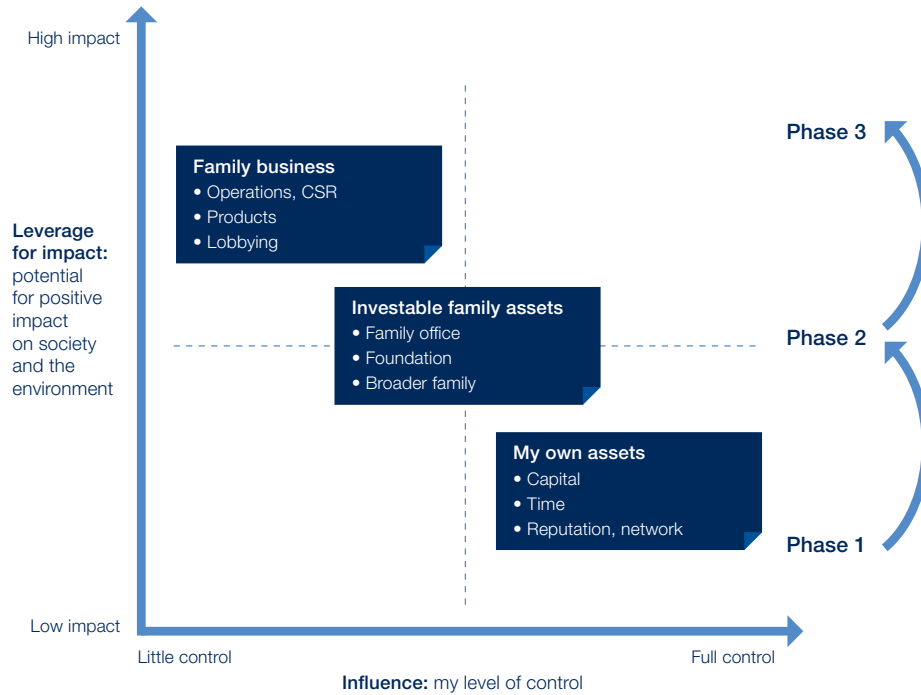 High impact
Phase 3
Family business
• Operations, CSR
• Products
• Lobbying
Leverage
for impact:
potential
for positive
impact
on society
and the
environment
Investable family assets
• Family office
• Foundation
• Broader family
Phase 2
My own assets
• Capital
• Time
• Reputation, network
Phase 1
Low impact
Little control
Full control
Influence: my level of control